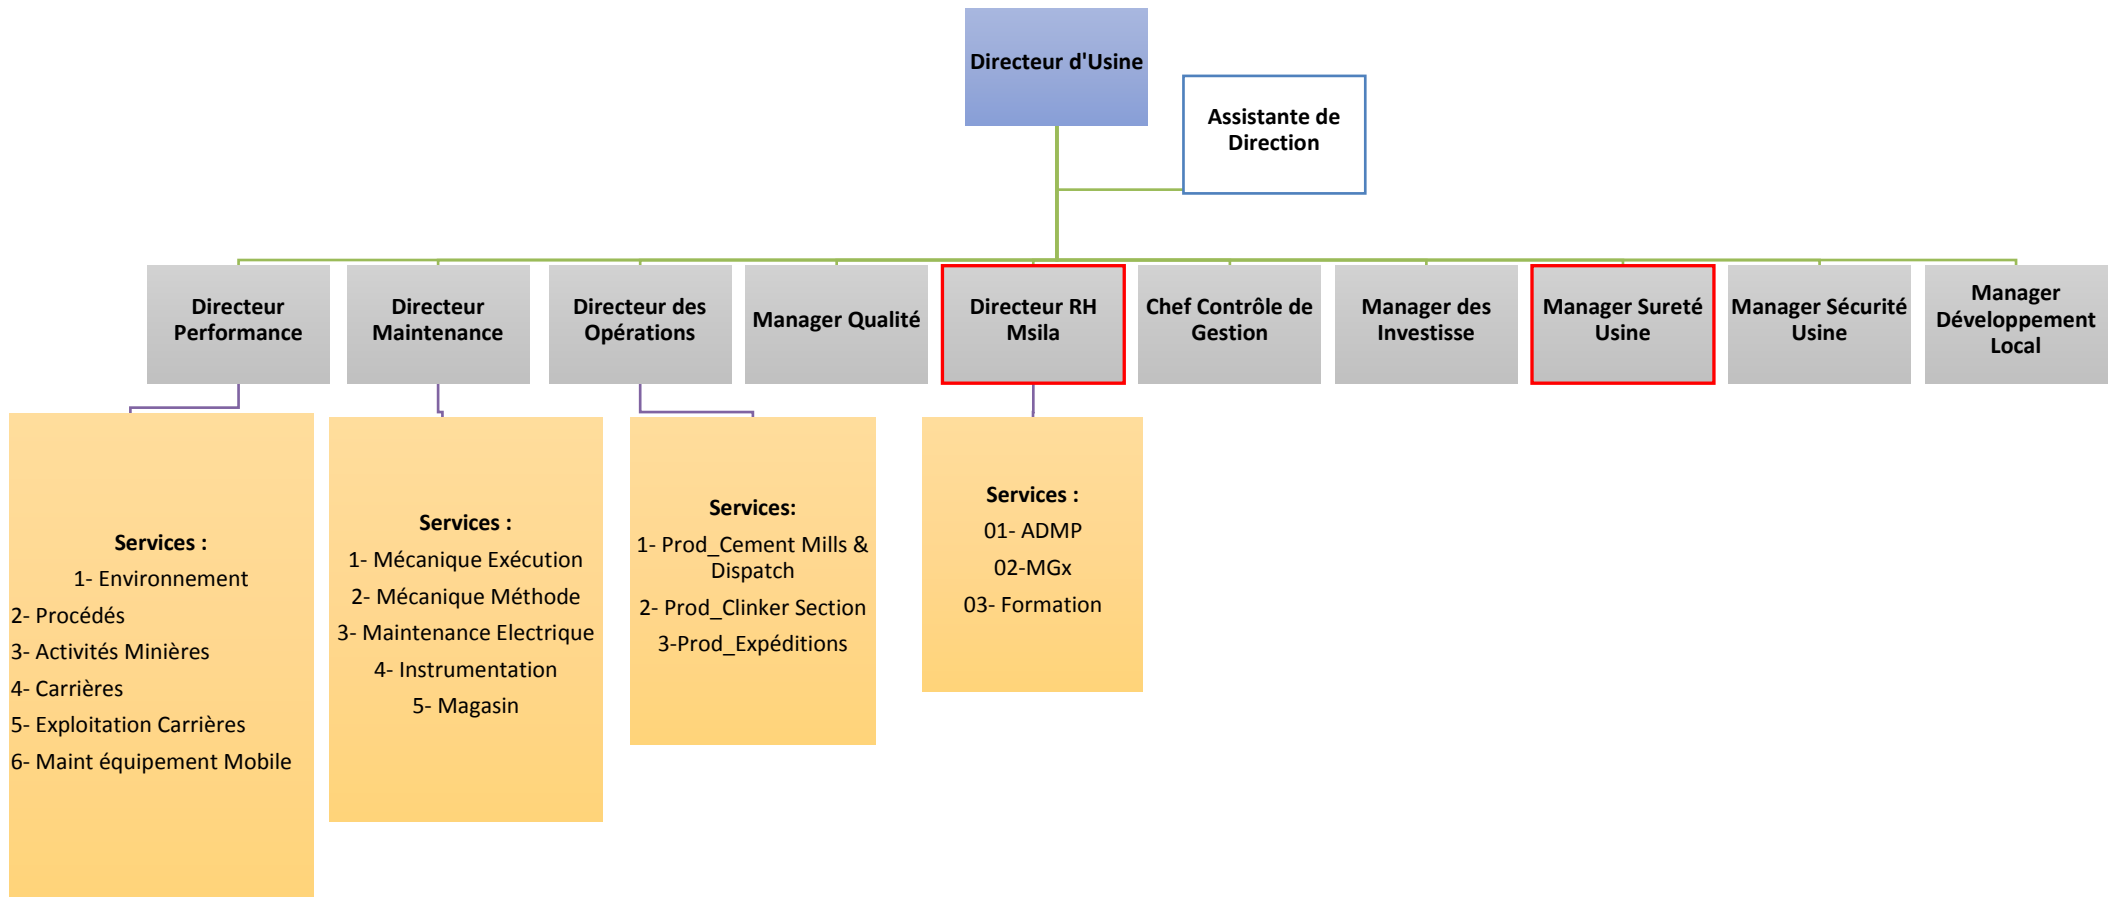 Directeur d'Usine
Assistante de
Direction
Directeur
Performance
Directeur
Maintenance
Directeur des
Opérations
Manager Qualité
Directeur RH
Msila
Chef Contrôle de
Gestion
Manager des
Investisse
Manager Sureté
Usine
Manager Sécurité
Usine
Manager
Développement
Local
Services :
1- Environnement
2- Procédés
3- Activités Minières
4- Carrières
5- Exploitation Carrières
6- Maint équipement Mobile
Services :
1- Mécanique Exécution
2- Mécanique Méthode
3- Maintenance Electrique
4- Instrumentation
5- Magasin
Services:
1- Prod_Cement Mills &
Dispatch
2- Prod_Clinker Section
3-Prod_Expéditions
Services :
01- ADMP
02-MGx
03- Formation